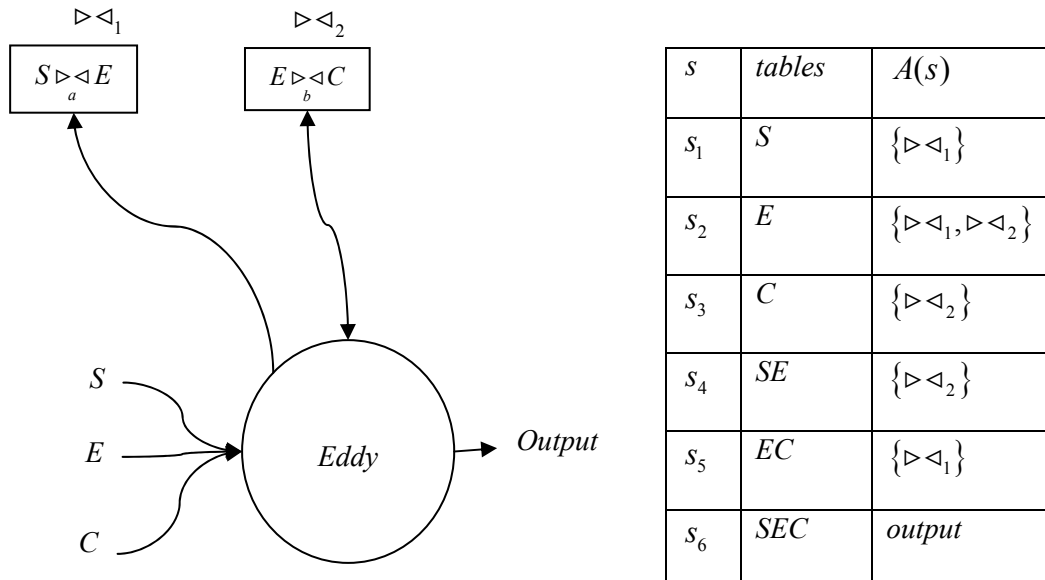 ▷◁₁
▷◁₂
S ▷◁ E
a
E ▷◁ C
b
S
E
C
Eddy
Output
s tables A(s)
s₁ S {▷◁₁}
s₂ E {▷◁₁, ▷◁₂}
s₃ C {▷◁₂}
s₄ SE {▷◁₂}
s₅ EC {▷◁₁}
s₆ SEC output